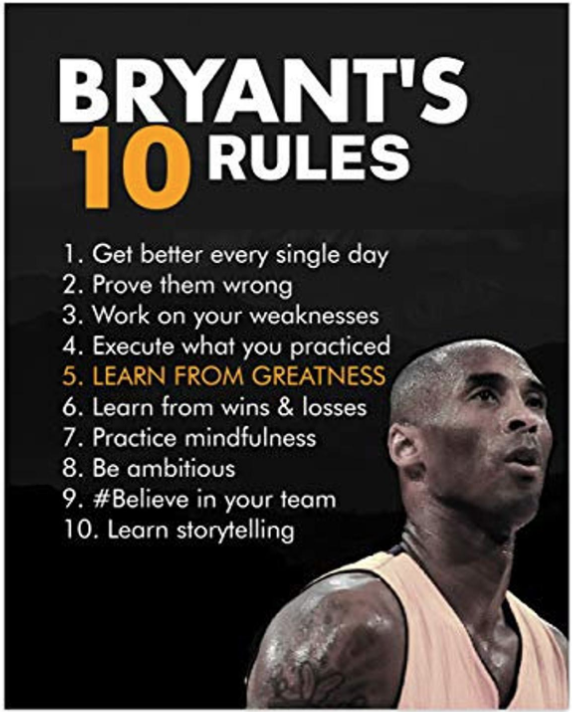 BRYANT'S
10 RULES
1. Get better every single day
2. Prove them wrong
3. Work on your weaknesses
4. Execute what you practiced
5. LEARN FROM GREATNESS
6. Learn from wins & losses
7. Practice mindfulness
8. Be ambitious
9. #Believe in your team
10. Learn storytelling